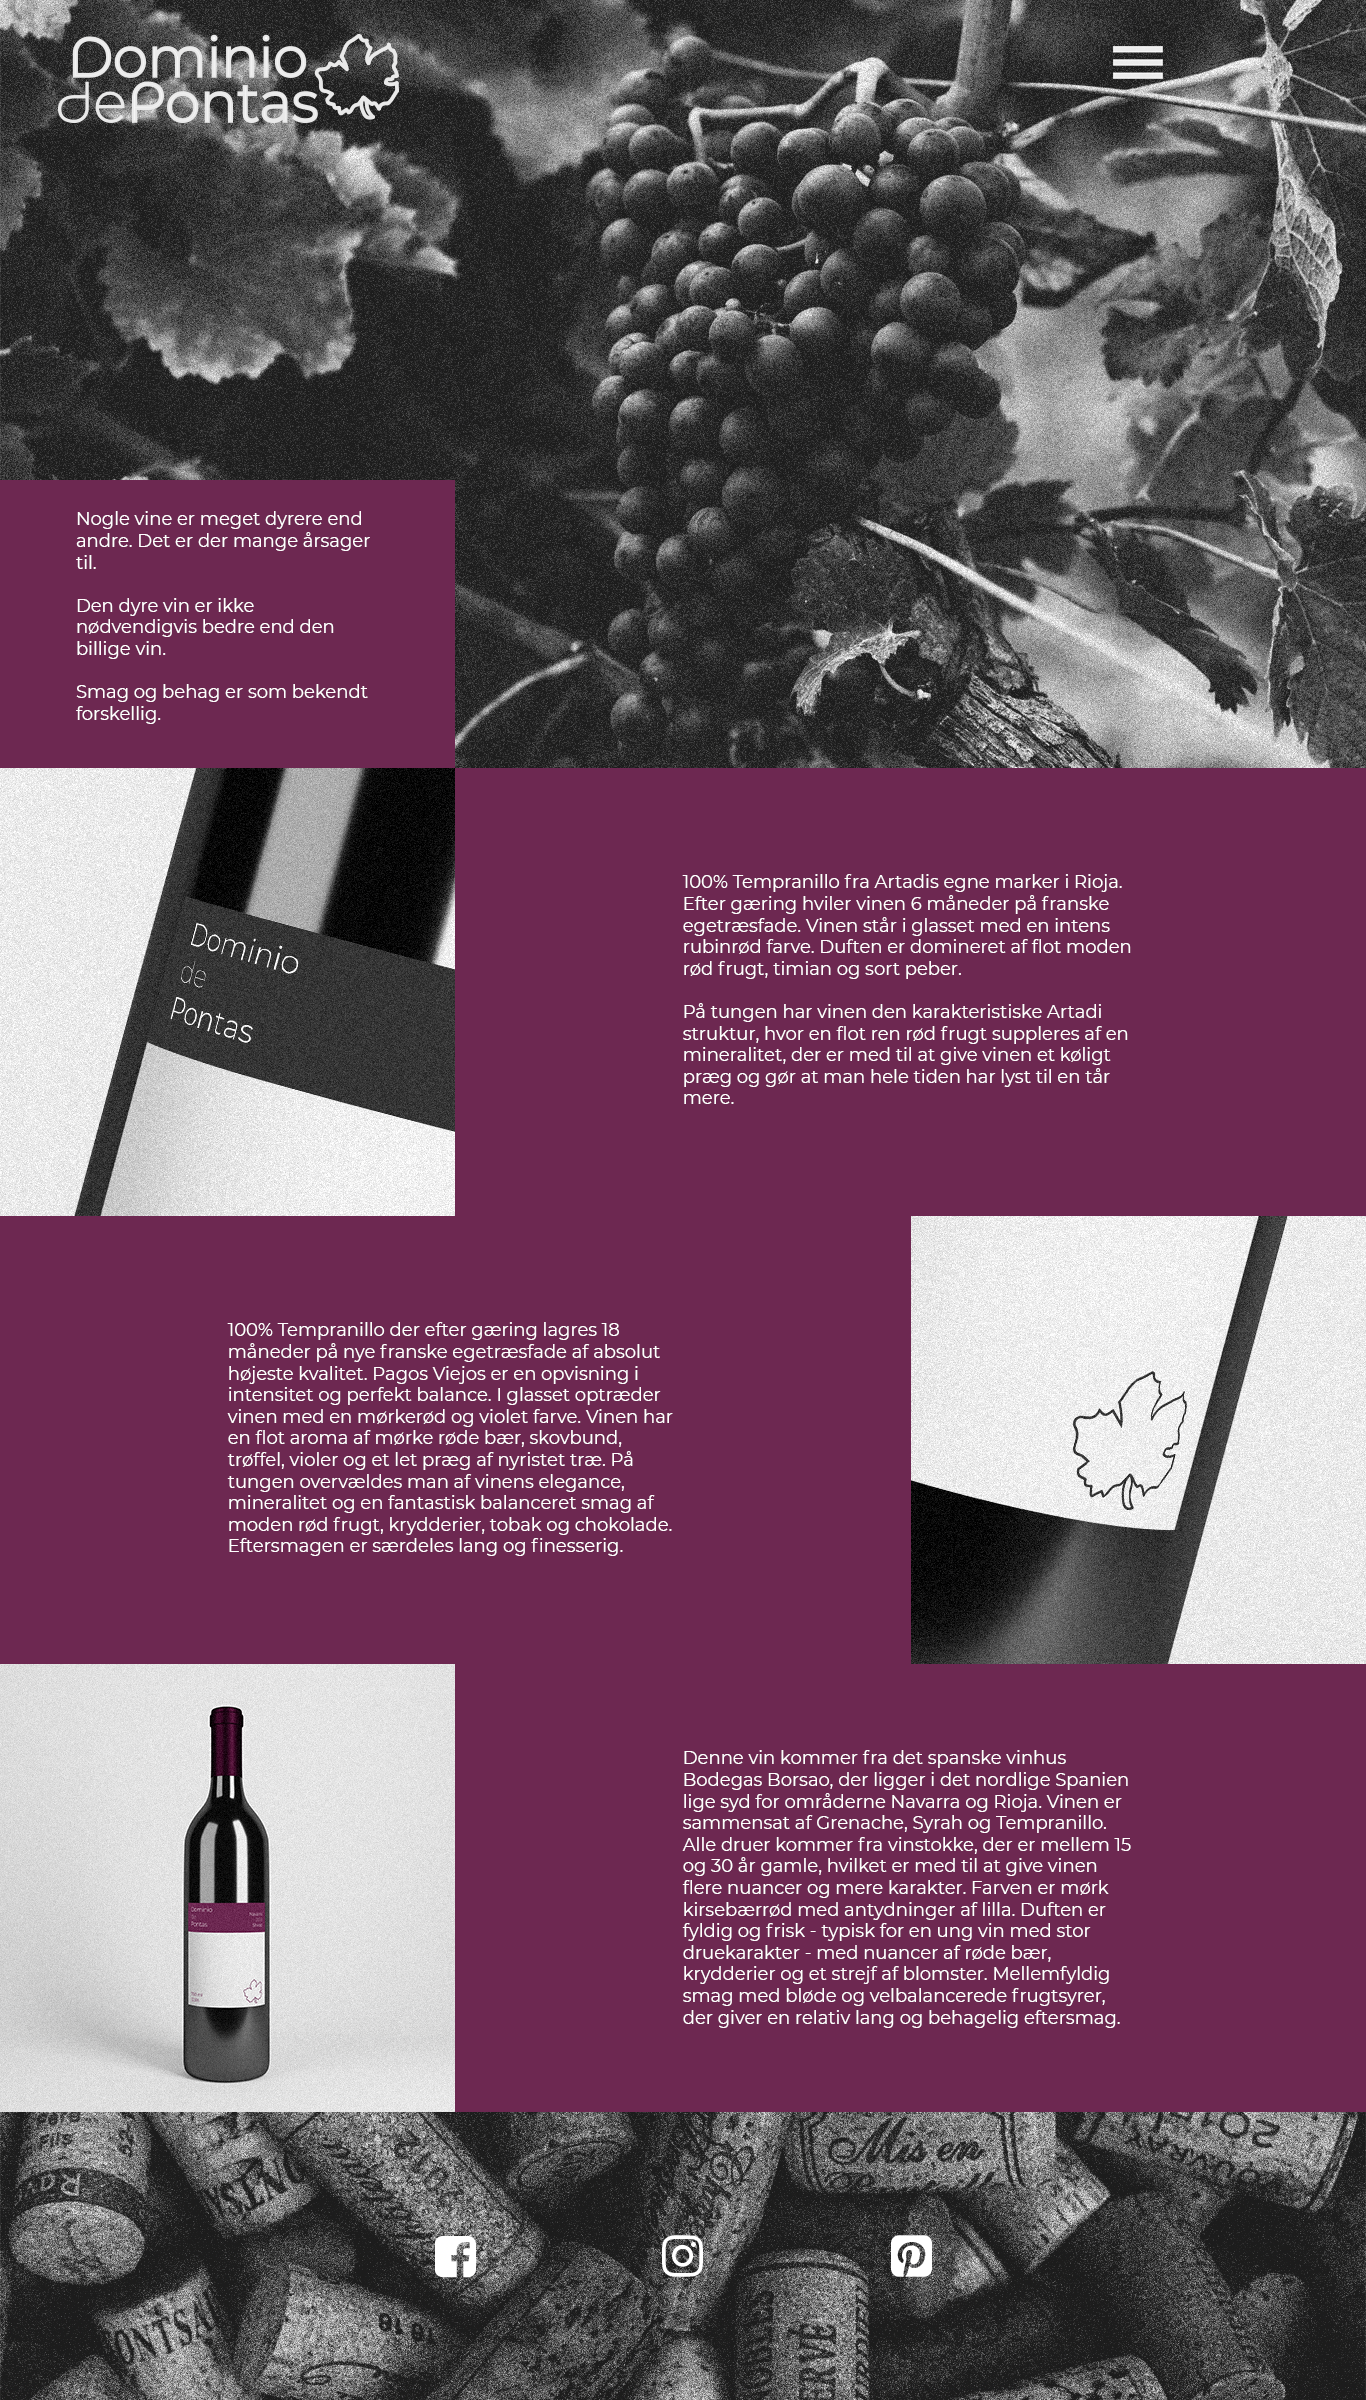 Dominio
dePontas
Nogle vine er meget dyrere end
andre. Det er der mange årsager
til.
Den dyre vin er ikke
nødvendigvis bedre end den
billige vin.
Smag og behag er som bekendt
forskellig.
Dominio
de
Pontas
100% Tempranillo fra Artadis egne marker i Rioja.
Efter gæring hviler vinen 6 måneder på franske
egetræsfade. Vinen står i glasset med en intens
rubinrød farve. Duften er domineret af flot moden
rød frugt, timian og sort peber.
På tungen har vinen den karakteristiske Artadi
struktur, hvor en flot ren rød frugt suppleres af en
mineralitet, der er med til at give vinen et køligt
præg og gør at man hele tiden har lyst til en tår
mere.
100% Tempranillo der efter gæring lagres 18
måneder på nye franske egetræsfade af absolut
højeste kvalitet. Pagos Viejos er en opvisning i
intensitet og perfekt balance. I glasset optræder
vinen med en mørkerød og violet farve. Vinen har
en flot aroma af mørke røde bær, skovbund,
trøffel, violer og et let præg af nyristet træ. På
tungen overvældes man af vinens elegance,
mineralitet og en fantastisk balanceret smag af
moden rød frugt, krydderier, tobak og chokolade.
Eftersmagen er særdeles lang og finesserig.
Dominio
de
Pontas
Denne vin kommer fra det spanske vinhus
Bodegas Borsao, der ligger i det nordlige Spanien
lige syd for områderne Navarra og Rioja. Vinen er
sammensat af Grenache, Syrah og Tempranillo.
Alle druer kommer fra vinstokke, der er mellem 15
og 30 år gamle, hvilket er med til at give vinen
flere nuancer og mere karakter. Farven er mørk
kirsebærrød med antydninger af lilla. Duften er
fyldig og frisk - typisk for en ung vin med stor
druekarakter - med nuancer af røde bær,
krydderier og et strejf af blomster. Mellemfyldig
smag med bløde og velbalancerede frugtsyrer,
der giver en relativ lang og behagelig eftersmag.
Fils
2012
Mis en